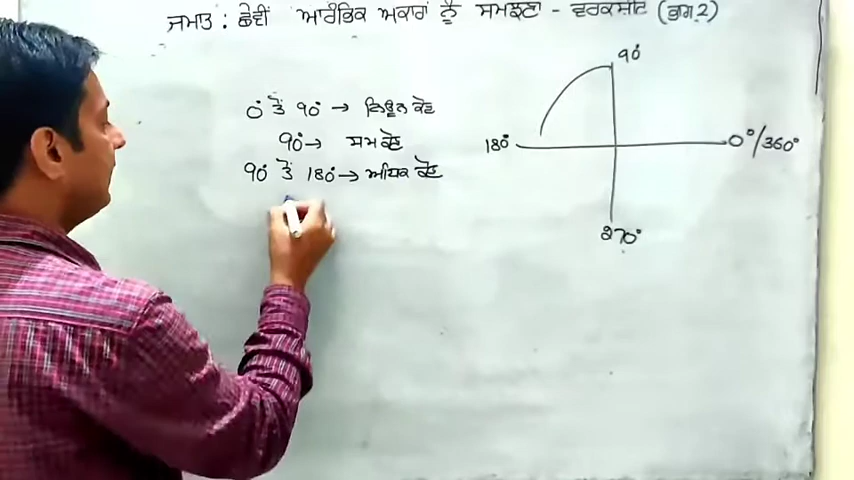 ਜਮਾਤ : ਛੇਵੀਂ ਆਰੰਭਿਕ ਅਕਾਰਾਂ ਨੂੰ ਸਮਝਣਾ - ਵਰਕਸ਼ੀਟ (ਭਾਗ 2)
0° ਤੋਂ 90° → ਨਿਊਨ ਕੋਣ
90° → ਸਮਕੋਣ
90° ਤੋਂ 180° → ਅਧਿਕ ਕੋਣ
90°
180°
0°/360°
270°